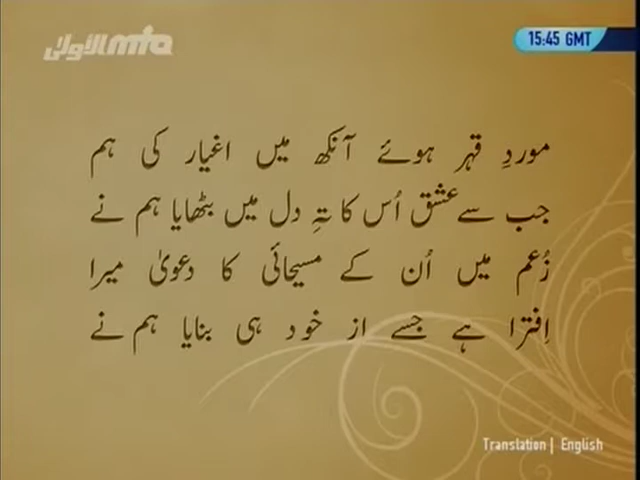 mta الاولیٰ
15:45 GMT
موردِ قہر ہوئے آنکھ میں اغیار کی ہم
جب سے عشق اُس کا تہِ دل میں بٹھایا ہم نے
زُعم میں اُن کے مسیحائی کا دعویٰ میرا
اِفترا ہے جسے از خود ہی بنایا ہم نے
Translation| English